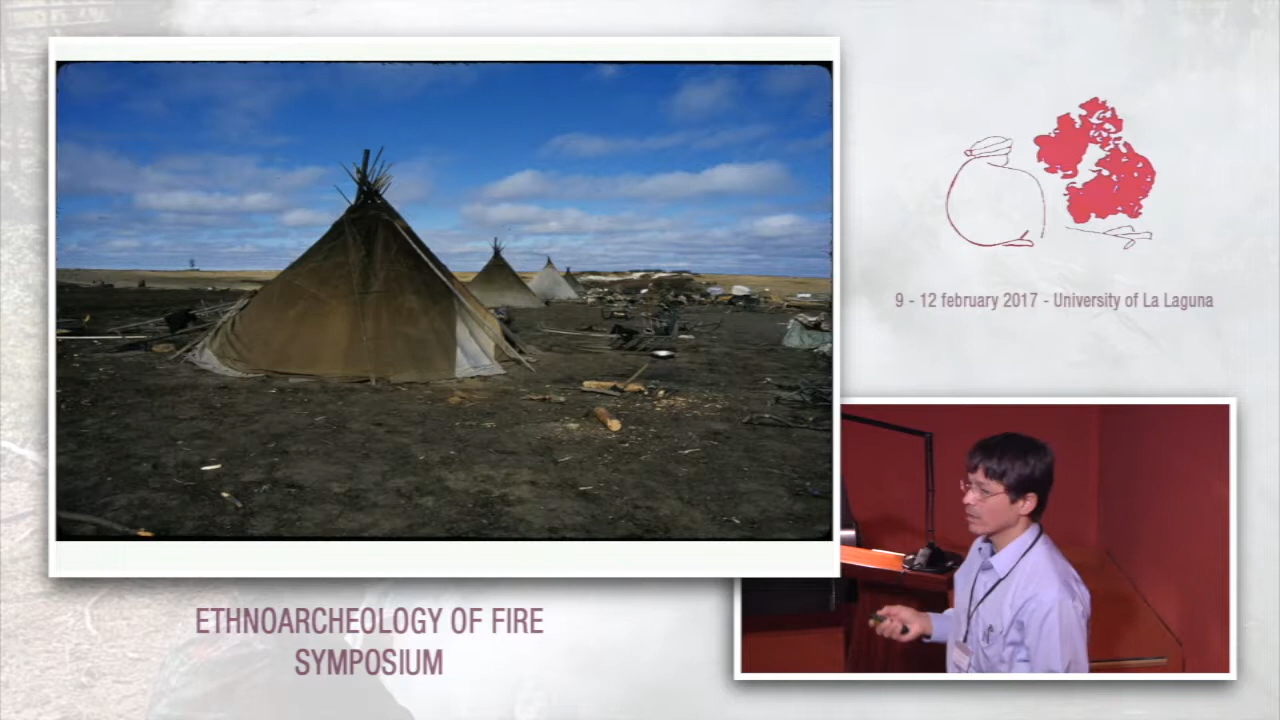 9 - 12 february 2017 - University of La Laguna
ETHNOARCHEOLOGY OF FIRE
SYMPOSIUM